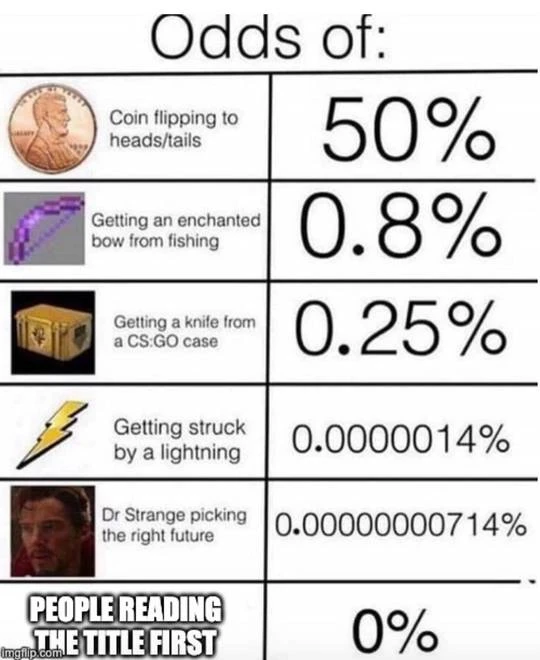 Odds of:
Coin flipping to
heads/tails
50%
Getting an enchanted
bow from fishing
0.8%
Getting a knife from
a CS:GO case
0.25%
Getting struck
by a lightning
0.0000014%
Dr Strange picking
the right future
0.00000000714%
PEOPLE READING
THE TITLE FIRST
0%
imgflip.com